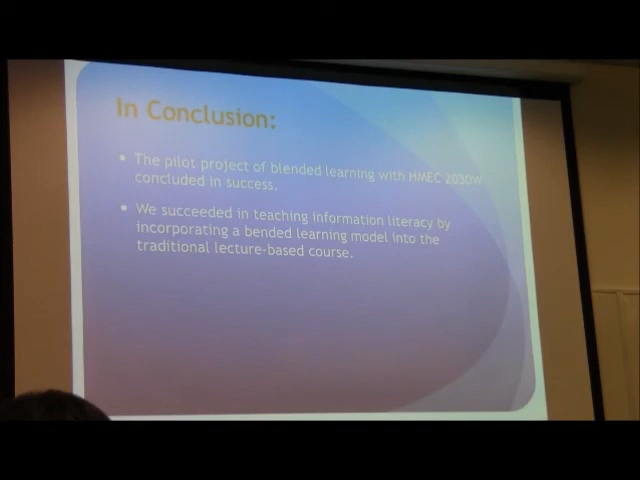 In Conclusion:
The pilot project of blended learning with HMEC 2030W
concluded in success.
We succeeded in teaching information literacy by
incorporating a bended learning model into the
traditional lecture-based course.